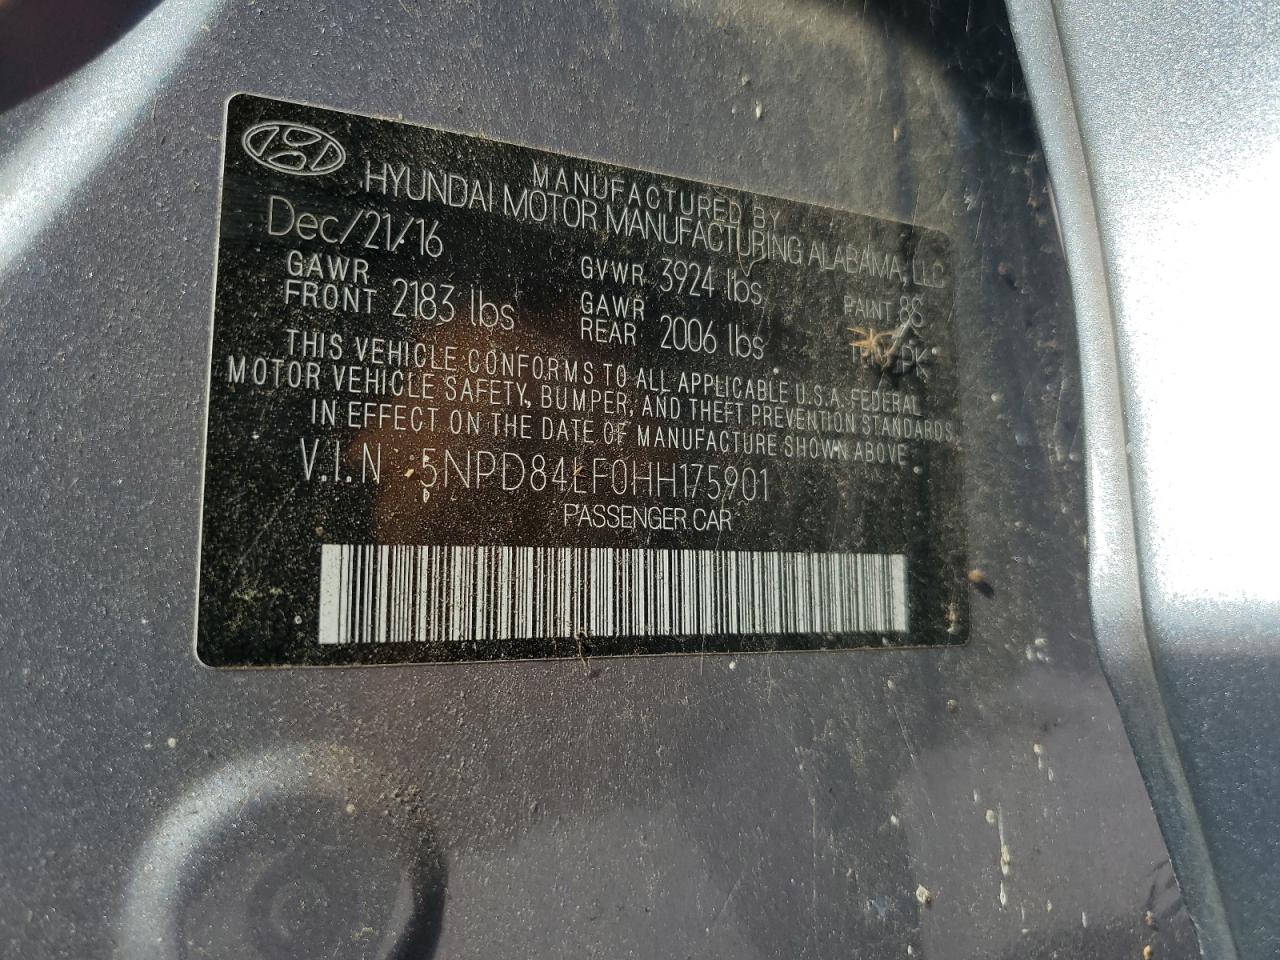 MANUFACTURED BY
HYUNDAI MOTOR MANUFACTURING ALABAMA, LLC
Dec/21/16
GAWR FRONT 2183 lbs
GVWR 3924 lbs
GAWR REAR 2006 lbs
PAINT 8S
THIS VEHICLE CONFORMS TO ALL APPLICABLE U.S.A. FEDERAL
MOTOR VEHICLE SAFETY, BUMPER, AND THEFT PREVENTION STANDARDS
IN EFFECT ON THE DATE OF MANUFACTURE SHOWN ABOVE.
V.I.N 5NPD84LF0HH175901
PASSENGER CAR